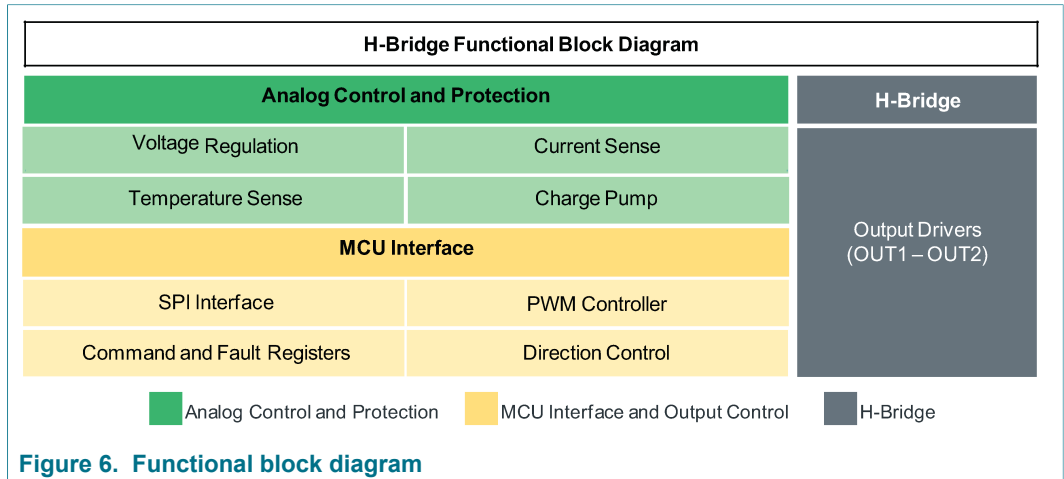 H-Bridge Functional Block Diagram
Analog Control and Protection
H-Bridge
Voltage Regulation
Current Sense
Temperature Sense
Charge Pump
MCU Interface
Output Drivers
(OUT1 – OUT2)
SPI Interface
PWM Controller
Command and Fault Registers
Direction Control
Analog Control and Protection
MCU Interface and Output Control
H-Bridge
Figure 6. Functional block diagram